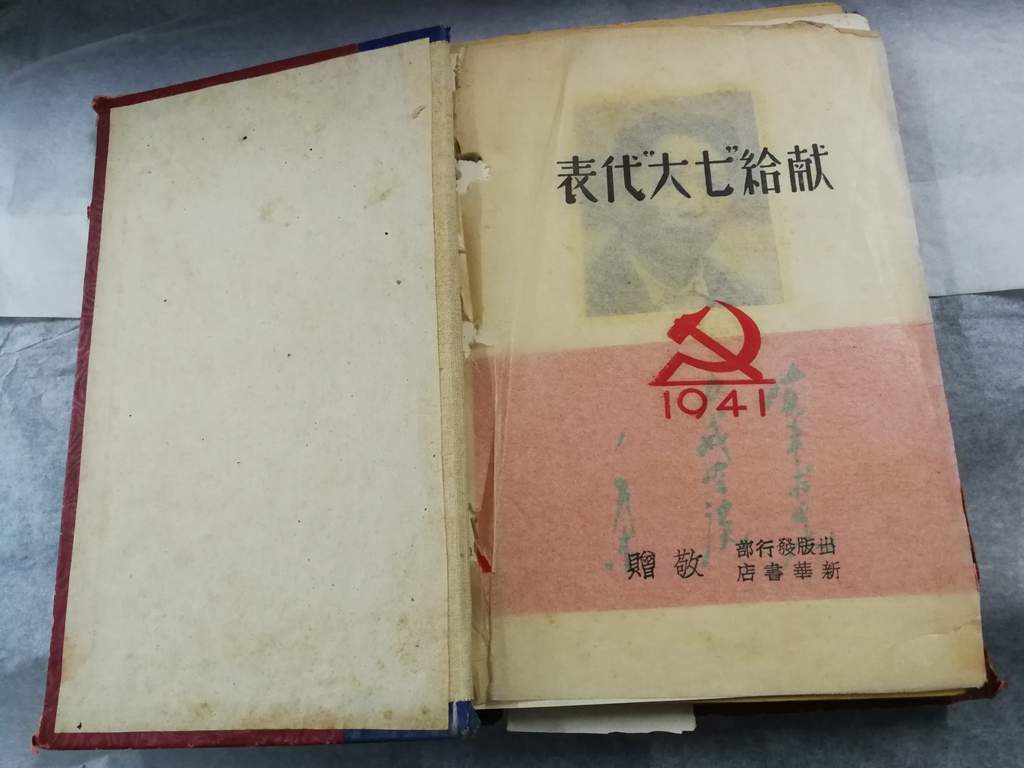 献給"七大"代表
1941
出版發行部
新華書店 敬贈